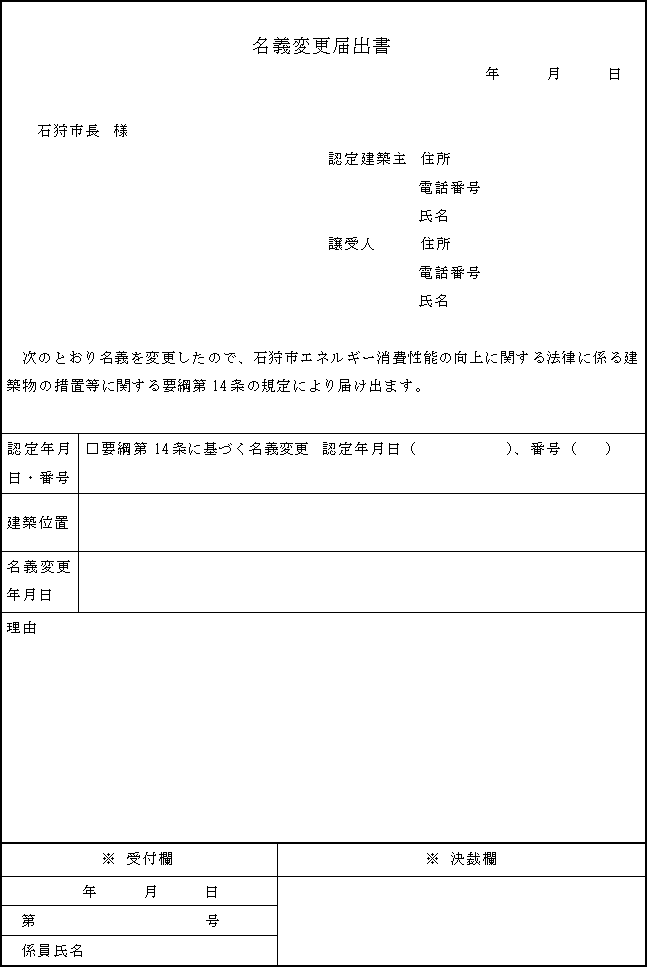 名義変更届出書
年　　　月　　　日
石狩市長　様
認定建築主　住所
電話番号
氏名
譲受人　　　住所
電話番号
氏名
次のとおり名義を変更したので、石狩市エネルギー消費性能の向上に関する法律に係る建
築物の措置等に関する要綱第14条の規定により届け出ます。
認定年月
日・番号
□要綱第14条に基づく名義変更　認定年月日（　　　　　　）、番号（　　）
建築位置
名義変更
年月日
理由
※　受付欄
※　決裁欄
年　　　月　　　日
第　　　　　　　　　　　号
係員氏名